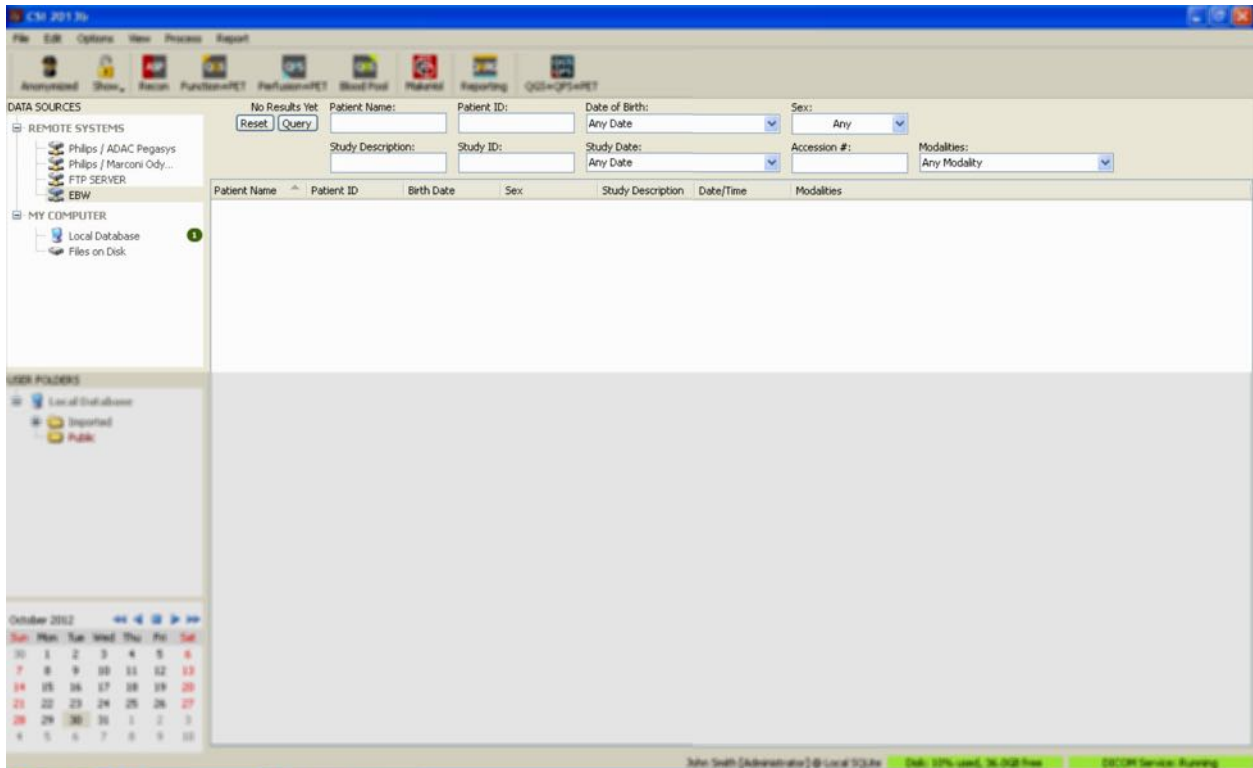 CSI 2013b
File Edit Options View Process Report
Anonymized Show Recon Function+PET Perfusion+PET Blood Pool Reporting QGS+QPS+PET
DATA SOURCES
REMOTE SYSTEMS
Philips / ADAC Pegasys
Philips / Marconi Ody...
FTP SERVER
EBW
MY COMPUTER
Local Database 1
Files on Disk
No Results Yet Patient Name: Patient ID: Date of Birth: Sex:
Reset Query Any Date Any
Study Description: Study ID: Study Date: Accession #: Modalities:
Any Date Any Modality
Patient Name Patient ID Birth Date Sex Study Description Date/Time Modalities
USER FOLDERS
Local Database
Imported
Public
October 2012
Sun Mon Tue Wed Thu Fri Sat
30 1 2 3 4 5 6
7 8 9 10 11 12 13
14 15 16 17 18 19 20
21 22 23 24 25 26 27
28 29 30 31 1 2 3
4 5 6 7 8 9 10
John Smith [Administrator] @ Local SQLite Disk: 10% used, 36.0GB free DICOM Service: Running